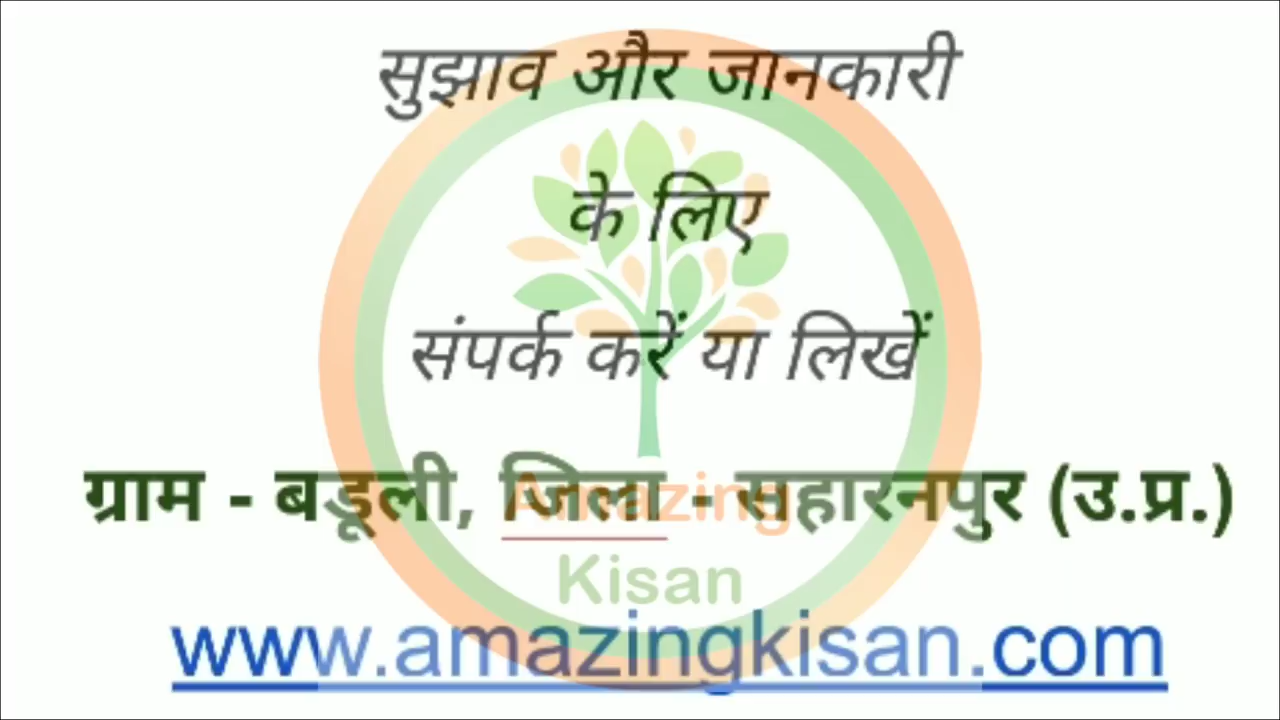 सुझाव और जानकारी
के लिए
संपर्क करें या लिखें
ग्राम - बडूली, जिला - सहारनपुर (उ.प्र.)
Amazing
Kisan
www.amazingkisan.com